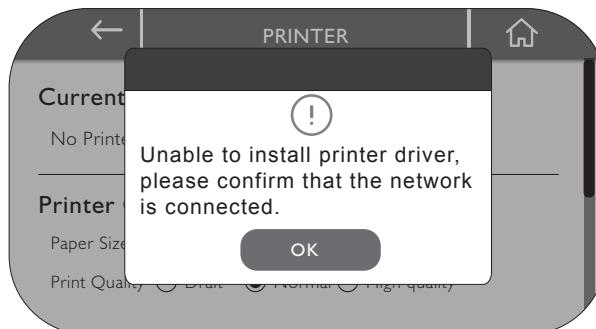 PRINTER
Current
No Printe
Unable to install printer driver,
please confirm that the network
is connected.
Printer
Paper Size
OK
Print Quality Draft Normal High quality